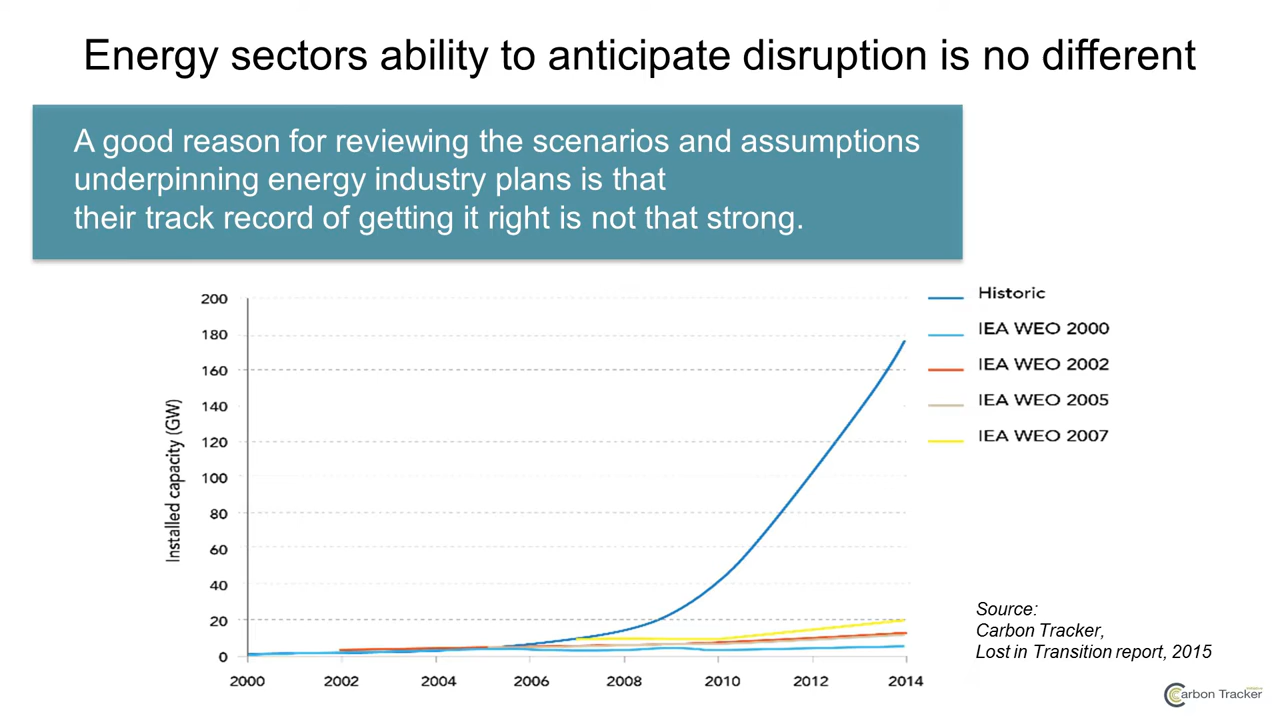 Energy sectors ability to anticipate disruption is no different
A good reason for reviewing the scenarios and assumptions
underpinning energy industry plans is that
their track record of getting it right is not that strong.
Installed capacity (GW)
200
180
160
140
120
100
80
60
40
20
0
2000 2002 2004 2006 2008 2010 2012 2014
Historic
IEA WEO 2000
IEA WEO 2002
IEA WEO 2005
IEA WEO 2007
Source:
Carbon Tracker,
Lost in Transition report, 2015
Carbon Tracker